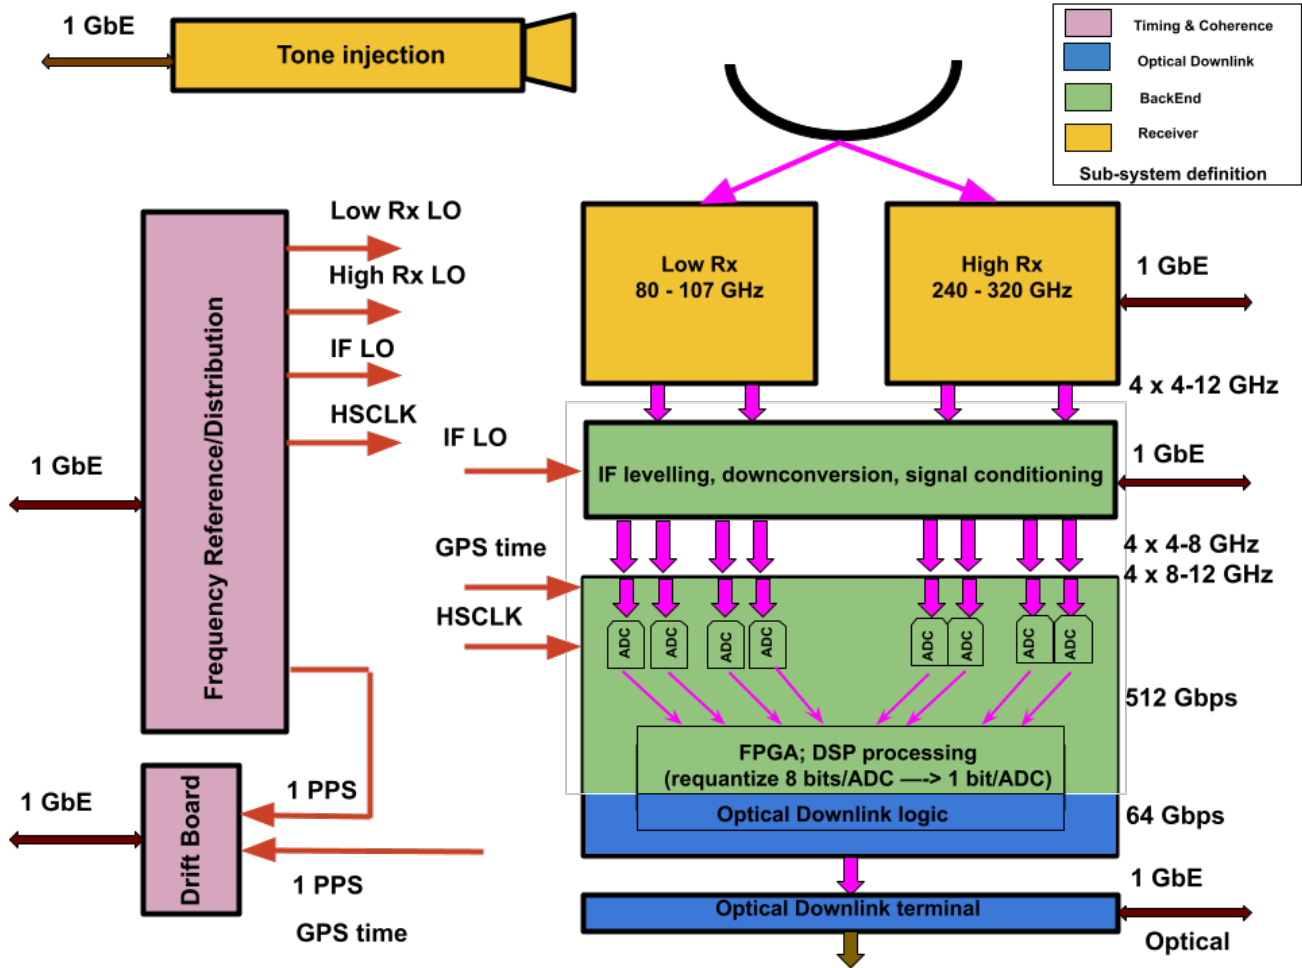 1 GbE
Tone injection
Timing & Coherence
Optical Downlink
BackEnd
Receiver
Sub-system definition
Low Rx LO
High Rx LO
IF LO
HSCLK
Frequency Reference/Distribution
1 GbE
Low Rx
80 - 107 GHz
High Rx
240 - 320 GHz
1 GbE
4 x 4-12 GHz
IF LO
IF levelling, downconversion, signal conditioning
1 GbE
GPS time
4 x 4-8 GHz
4 x 8-12 GHz
HSCLK
ADC
ADC
ADC
ADC
ADC
ADC
ADC
ADC
512 Gbps
FPGA; DSP processing
(requantize 8 bits/ADC —-> 1 bit/ADC)
Optical Downlink logic
64 Gbps
1 GbE
Drift Board
1 PPS
1 PPS
GPS time
Optical Downlink terminal
1 GbE
Optical